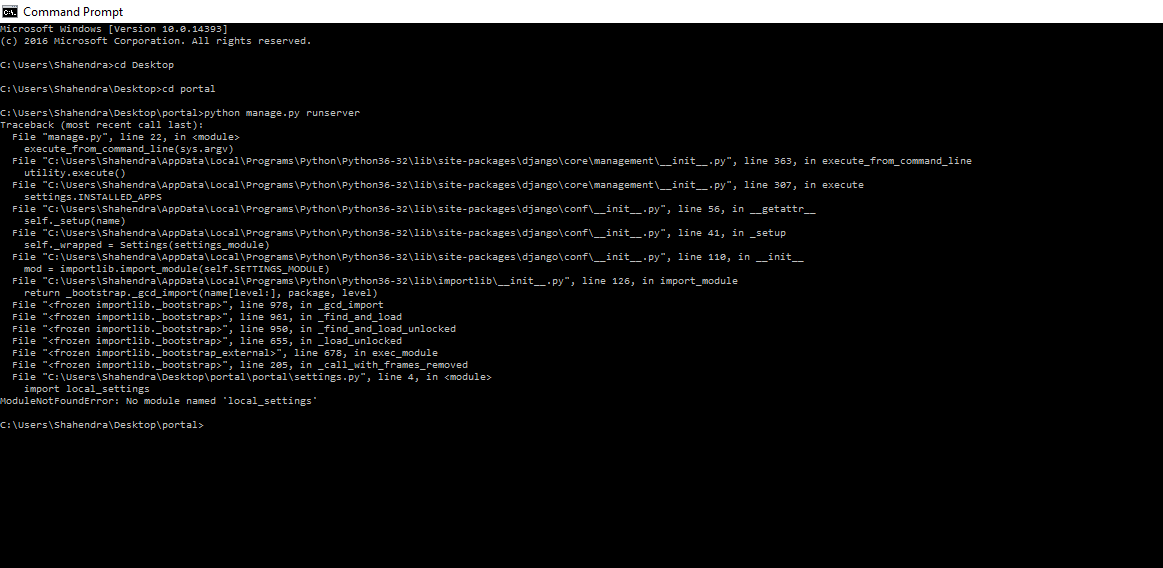 Command Prompt
Microsoft Windows [Version 10.0.14393]
(c) 2016 Microsoft Corporation. All rights reserved.
C:\Users\Shahendra>cd Desktop
C:\Users\Shahendra\Desktop>cd portal
C:\Users\Shahendra\Desktop\portal>python manage.py runserver
Traceback (most recent call last):
  File "manage.py", line 22, in <module>
    execute_from_command_line(sys.argv)
  File "C:\Users\Shahendra\AppData\Local\Programs\Python\Python36-32\lib\site-packages\django\core\management\__init__.py", line 363, in execute_from_command_line
    utility.execute()
  File "C:\Users\Shahendra\AppData\Local\Programs\Python\Python36-32\lib\site-packages\django\core\management\__init__.py", line 307, in execute
    settings.INSTALLED_APPS
  File "C:\Users\Shahendra\AppData\Local\Programs\Python\Python36-32\lib\site-packages\django\conf\__init__.py", line 56, in __getattr__
    self._setup(name)
  File "C:\Users\Shahendra\AppData\Local\Programs\Python\Python36-32\lib\site-packages\django\conf\__init__.py", line 41, in _setup
    self._wrapped = Settings(settings_module)
  File "C:\Users\Shahendra\AppData\Local\Programs\Python\Python36-32\lib\site-packages\django\conf\__init__.py", line 110, in __init__
    mod = importlib.import_module(self.SETTINGS_MODULE)
  File "C:\Users\Shahendra\AppData\Local\Programs\Python\Python36-32\lib\importlib\__init__.py", line 126, in import_module
    return _bootstrap._gcd_import(name[level:], package, level)
  File "<frozen importlib._bootstrap>", line 978, in _gcd_import
  File "<frozen importlib._bootstrap>", line 961, in _find_and_load
  File "<frozen importlib._bootstrap>", line 950, in _find_and_load_unlocked
  File "<frozen importlib._bootstrap>", line 655, in _load_unlocked
  File "<frozen importlib._bootstrap_external>", line 678, in exec_module
  File "<frozen importlib._bootstrap>", line 205, in _call_with_frames_removed
  File "C:\Users\Shahendra\Desktop\portal\portal\settings.py", line 4, in <module>
    import local_settings
ModuleNotFoundError: No module named 'local_settings'
C:\Users\Shahendra\Desktop\portal>